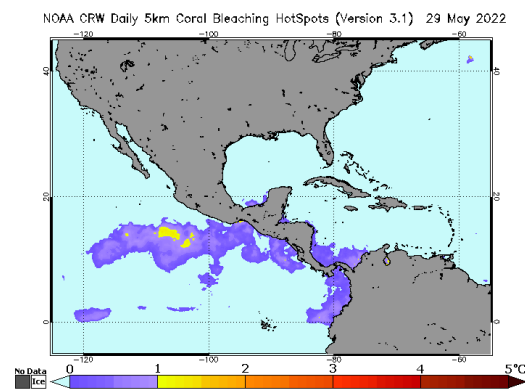 NOAA CRW Daily 5km Coral Bleaching HotSpots (Version 3.1) 29 May 2022
-120 -100 -80 -60
40 40
20 20
0 0
-120 -100 -80 -60
No Data 0 1 2 3 4 5°C
Ice